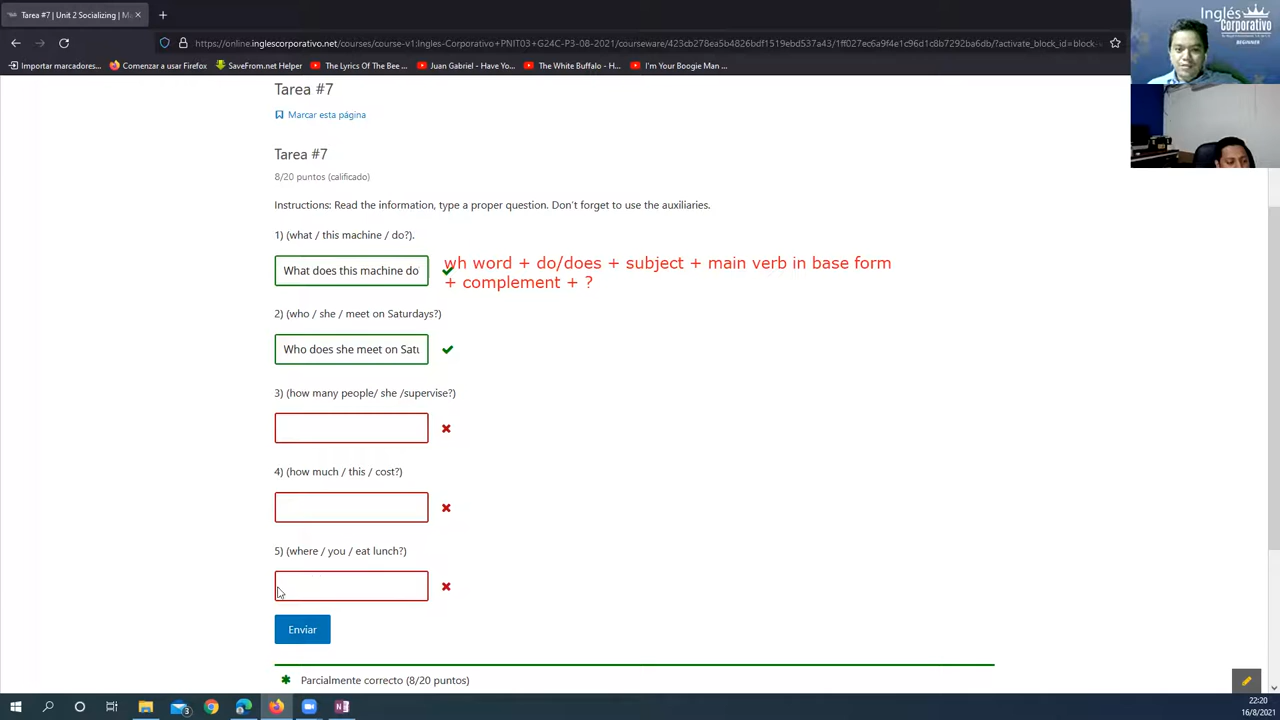 Tarea #7 | Unit 2 Socializing | Ma
https://online.inglescorporativo.net/courses/course-v1:Ingles-Corporativo+PNIT03+G24C-P3-08-2021/courseware/423cb278ea5b4826bdf1519ebd537a43/1ff027ec6a9f4e1c96d1c8b7292ba6db/?activate_block_id=block-
Importar marcadores...
Comenzar a usar Firefox
SaveFrom.net Helper
The Lyrics Of The Bee ...
Juan Gabriel - Have Yo...
The White Buffalo - H...
I'm Your Boogie Man ...
Inglés
Corporativo
BEGINNER
Tarea #7
Marcar esta página
Tarea #7
8/20 puntos (calificado)
Instructions: Read the information, type a proper question. Don't forget to use the auxiliaries.
1) (what / this machine / do?).
What does this machine do
wh word + do/does + subject + main verb in base form
+ complement + ?
2) (who / she / meet on Saturdays?)
Who does she meet on Satu
3) (how many people/ she /supervise?)
4) (how much / this / cost?)
5) (where / you / eat lunch?)
Enviar
Parcialmente correcto (8/20 puntos)
3
22:20
16/8/2021